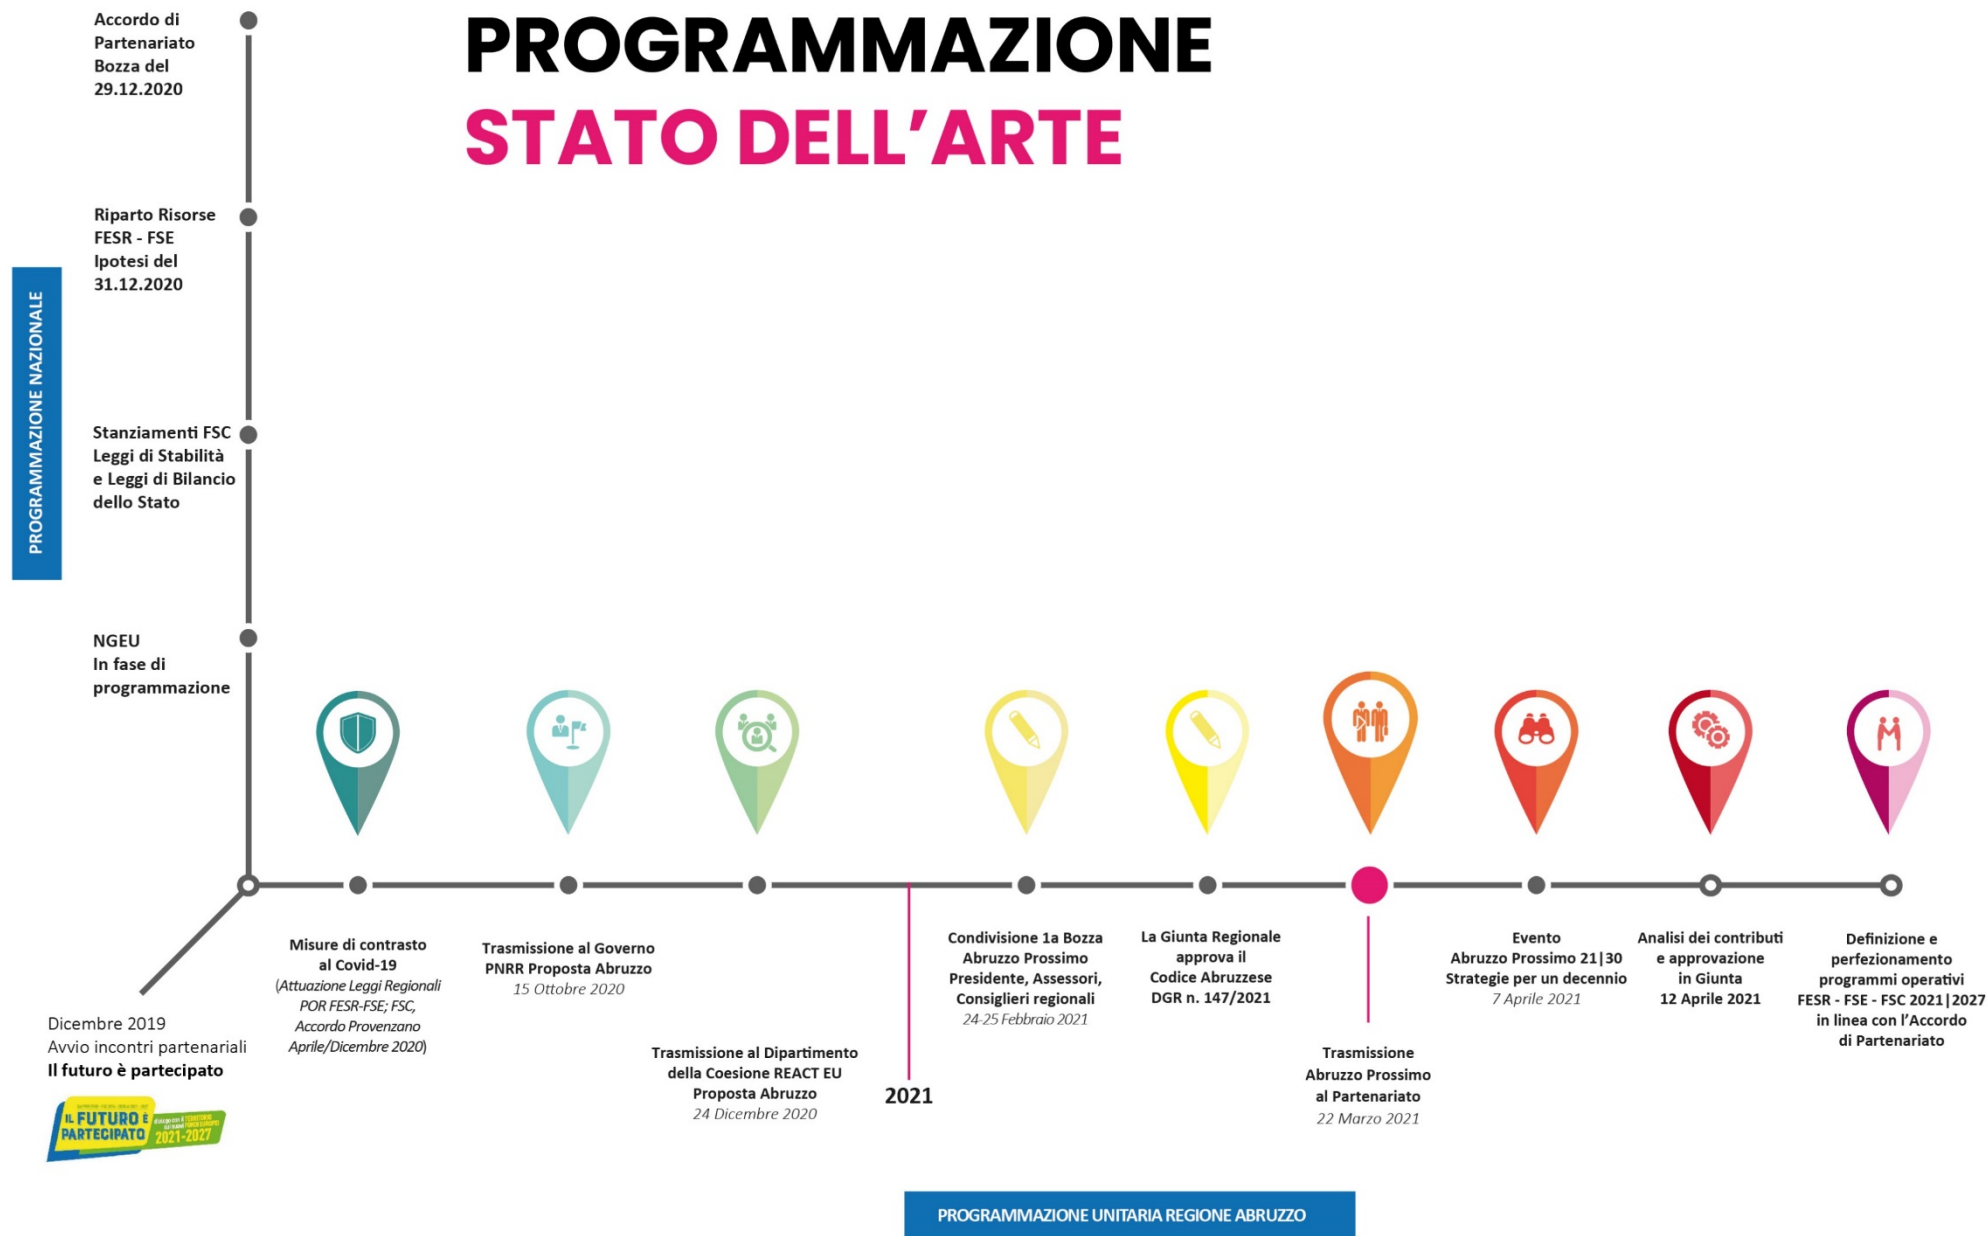 PROGRAMMAZIONE
STATO DELL’ARTE
Accordo di
Partenariato
Bozza del
29.12.2020
Riparto Risorse
FESR - FSE
Ipotesi del
31.12.2020
PROGRAMMAZIONE NAZIONALE
Stanziamenti FSC
Leggi di Stabilità
e Leggi di Bilancio
dello Stato
NGEU
In fase di
programmazione
Dicembre 2019
Avvio incontri partenariali
Il futuro è partecipato
IL FUTURO È
PARTECIPATO
2021-2027
Misure di contrasto
al Covid-19
(Attuazione Leggi Regionali
POR FESR-FSE; FSC,
Accordo Provenzano
Aprile/Dicembre 2020)
Trasmissione al Governo
PNRR Proposta Abruzzo
15 Ottobre 2020
Trasmissione al Dipartimento
della Coesione REACT EU
Proposta Abruzzo
24 Dicembre 2020
2021
Condivisione 1a Bozza
Abruzzo Prossimo
Presidente, Assessori,
Consiglieri regionali
24-25 Febbraio 2021
La Giunta Regionale
approva il
Codice Abruzzese
DGR n. 147/2021
Trasmissione
Abruzzo Prossimo
al Partenariato
22 Marzo 2021
Evento
Abruzzo Prossimo 21|30
Strategie per un decennio
7 Aprile 2021
Analisi dei contributi
e approvazione
in Giunta
12 Aprile 2021
Definizione e
perfezionamento
programmi operativi
FESR - FSE - FSC 2021|2027
in linea con l’Accordo
di Partenariato
PROGRAMMAZIONE UNITARIA REGIONE ABRUZZO